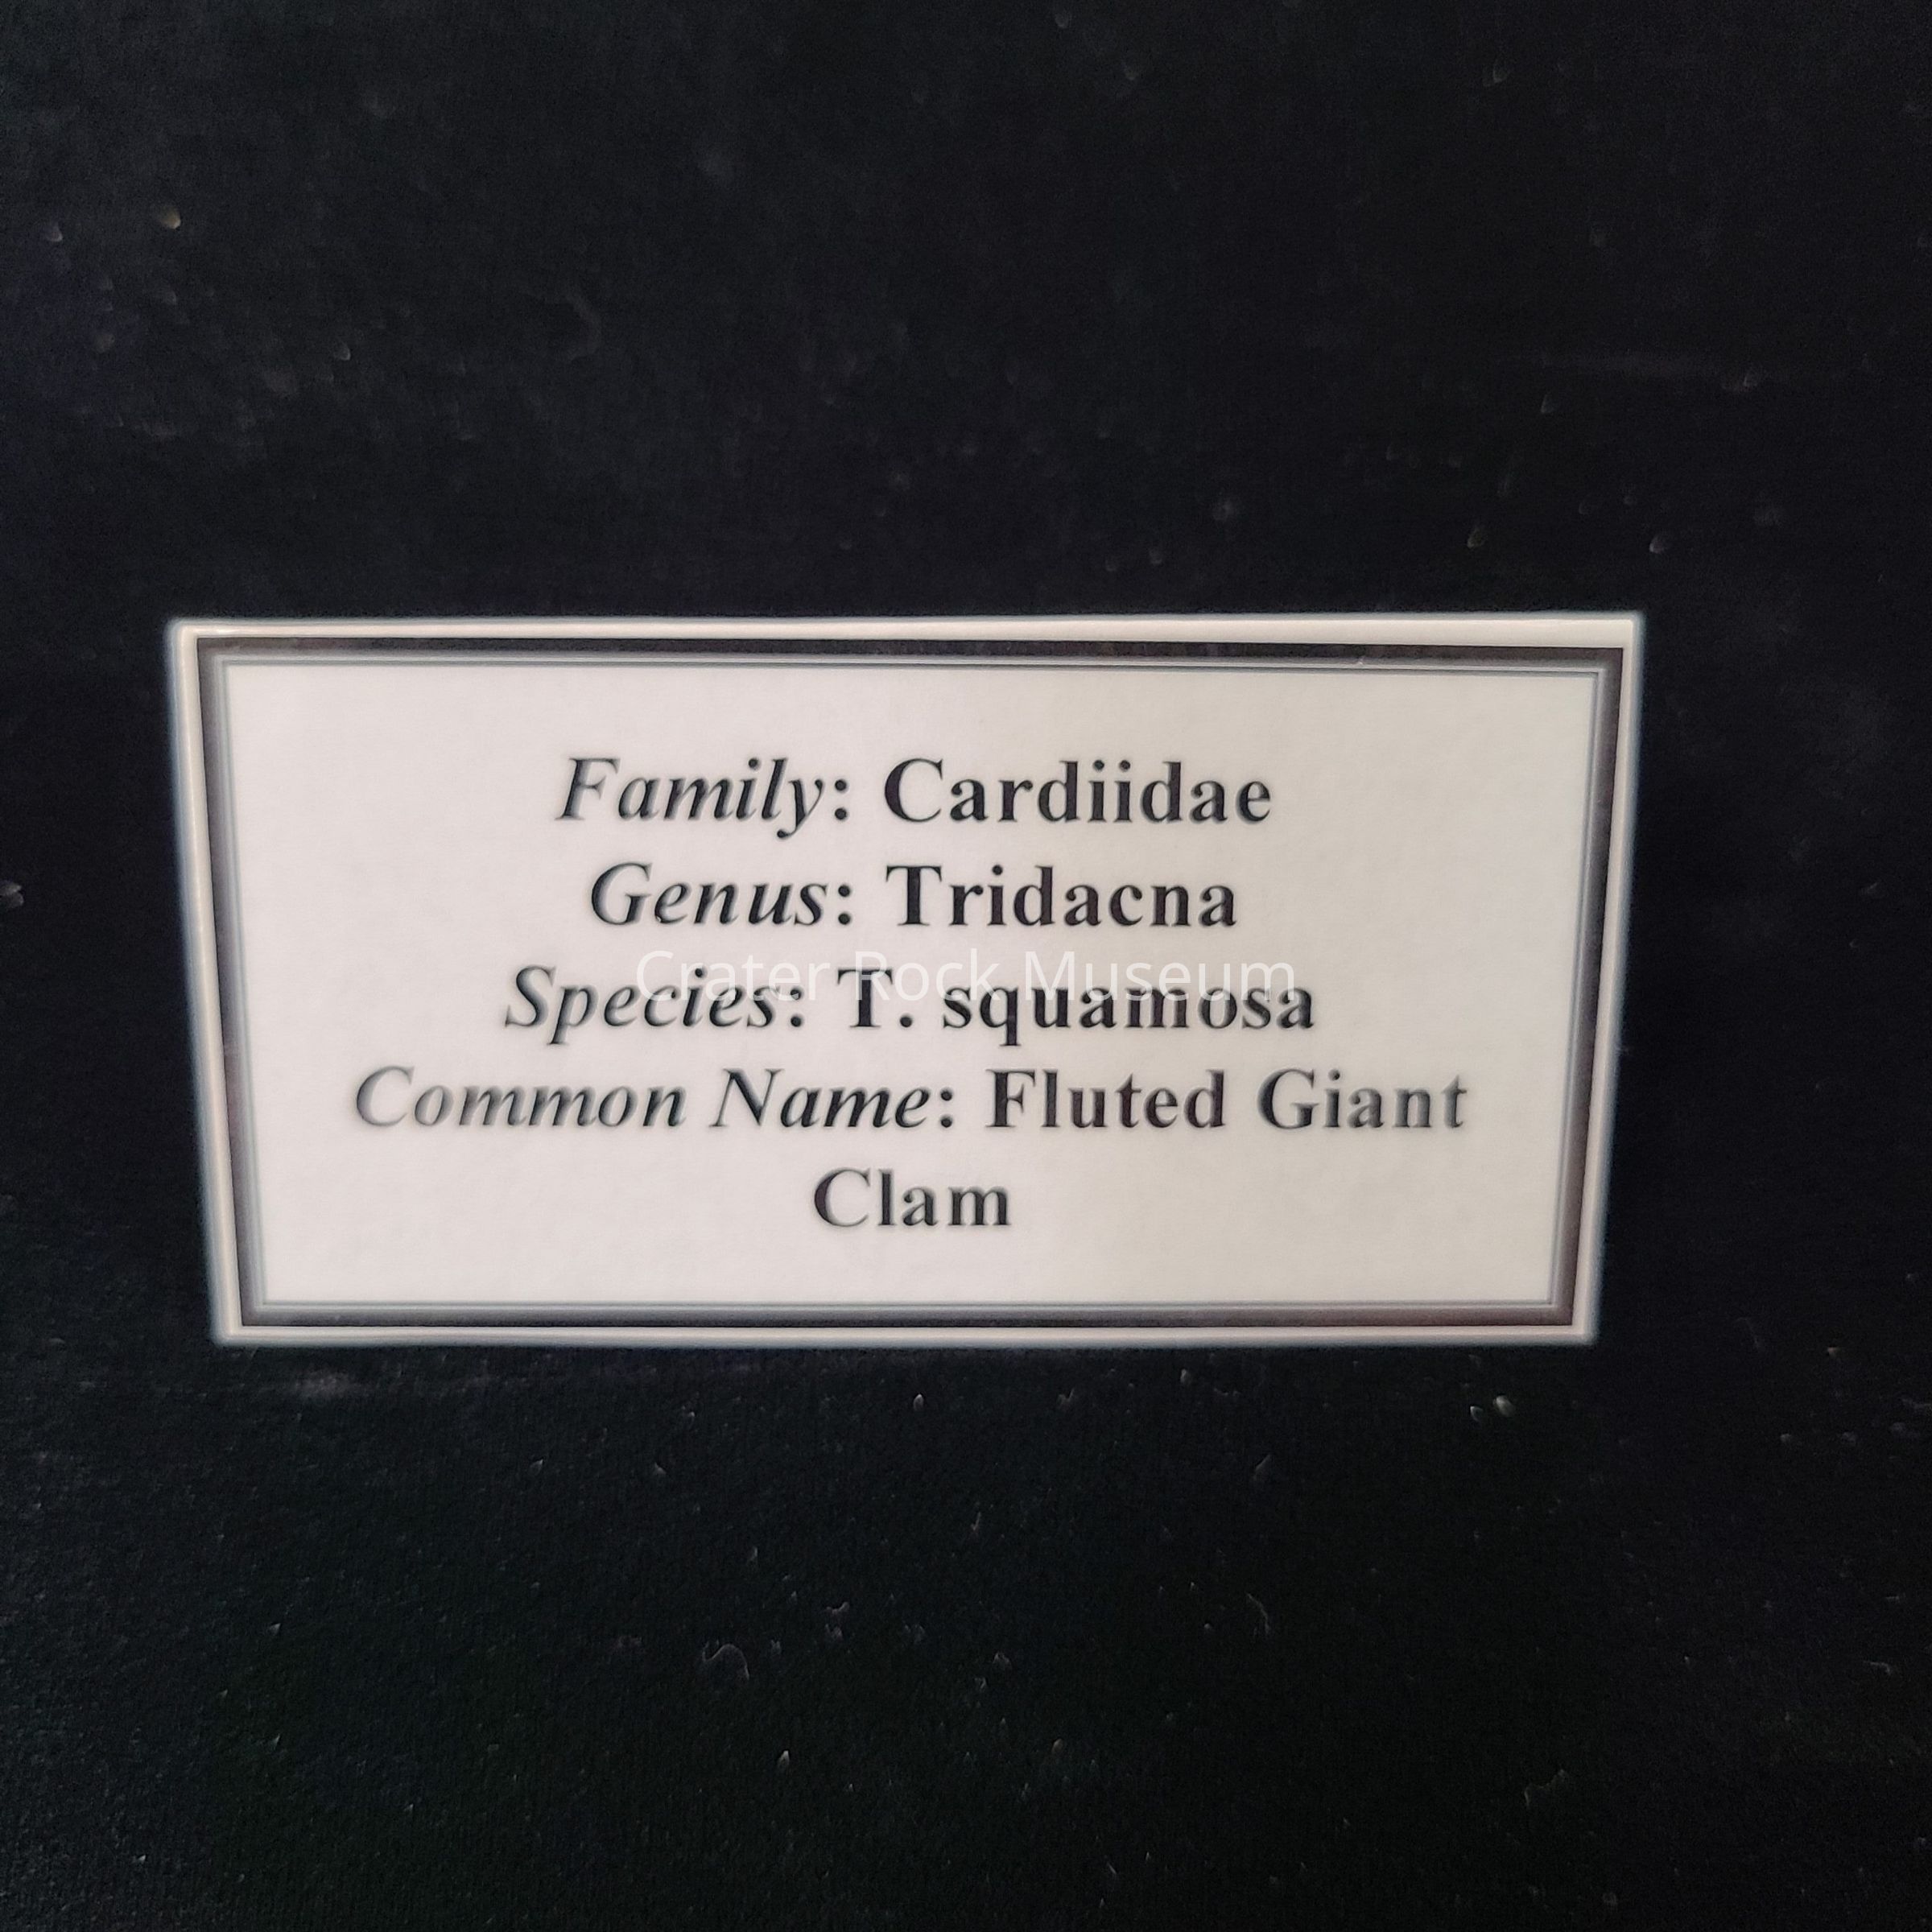 Family: Cardiidae
Genus: Tridacna
Crater Rock Museum
Species: T. squamosa
Common Name: Fluted Giant
Clam